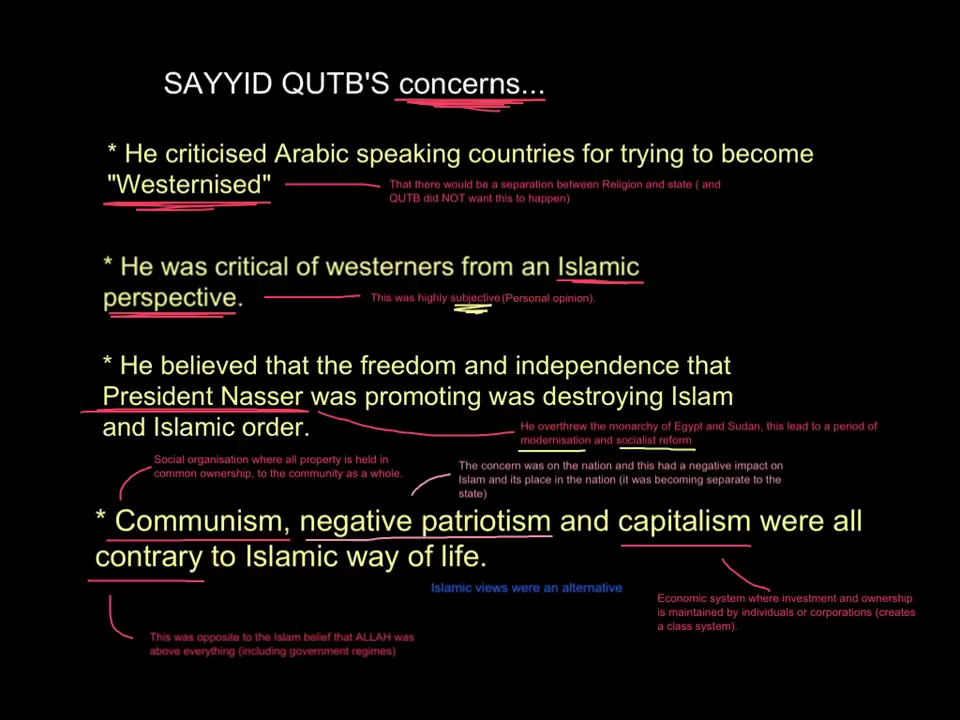 SAYYID QUTB'S concerns...
* He criticised Arabic speaking countries for trying to become
"Westernised"
That there would be a separation between Religion and state ( and
QUTB did NOT want this to happen)
* He was critical of westerners from an Islamic
perspective.
This was highly subjective (Personal opinion).
* He believed that the freedom and independence that
President Nasser was promoting was destroying Islam
and Islamic order.
He overthrew the monarchy of Egypt and Sudan, this lead to a period of
modernisation and socialist reform
Social organisation where all property is held in
common ownership, to the community as a whole.
The concern was on the nation and this had a negative impact on
Islam and its place in the nation (it was becoming separate to the
state)
* Communism, negative patriotism and capitalism were all
contrary to Islamic way of life.
Islamic views were an alternative
Economic system where investment and ownership
is maintained by individuals or corporations (creates
a class system).
This was opposite to the Islam belief that ALLAH was
above everything (including government regimes)